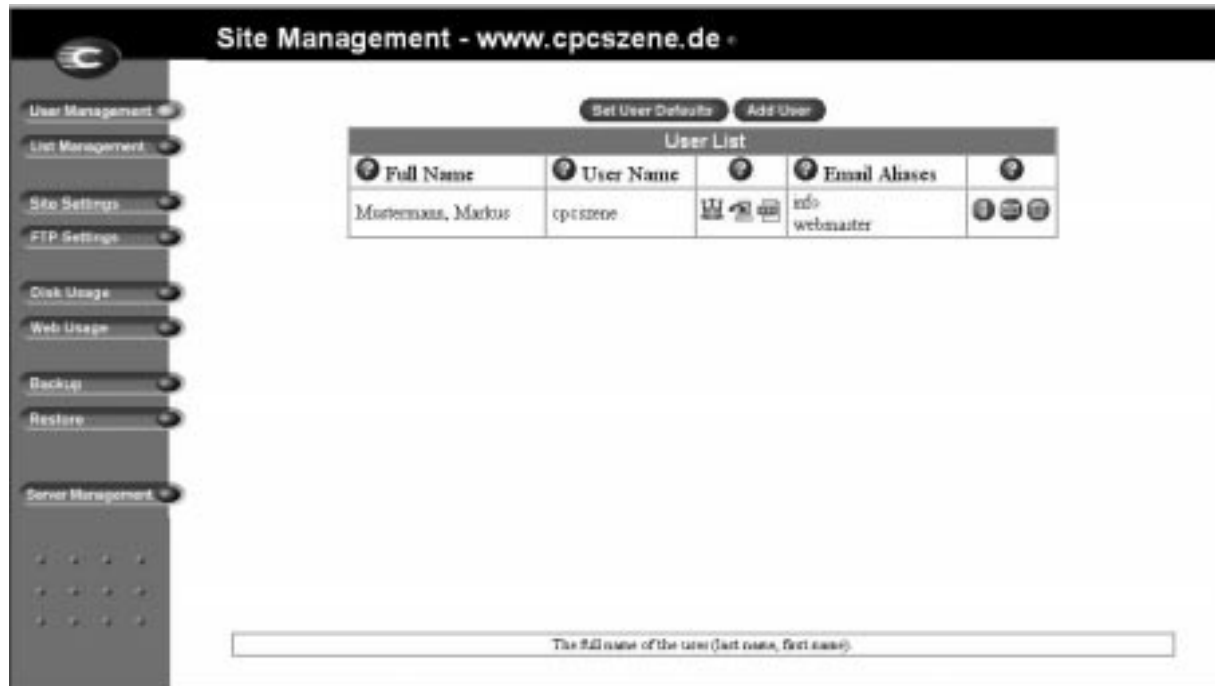 Site Management - www.cpcszene.de
User Management
List Management
Site Settings
FTP Settings
Disk Usage
Web Usage
Backup
Restore
Server Management
Set User Defaults Add User
User List
? Full Name ? User Name ? ? Email Aliases ?
Mustermann, Markus cpcszene info
webmaster
The full name of the user (last name, first name).